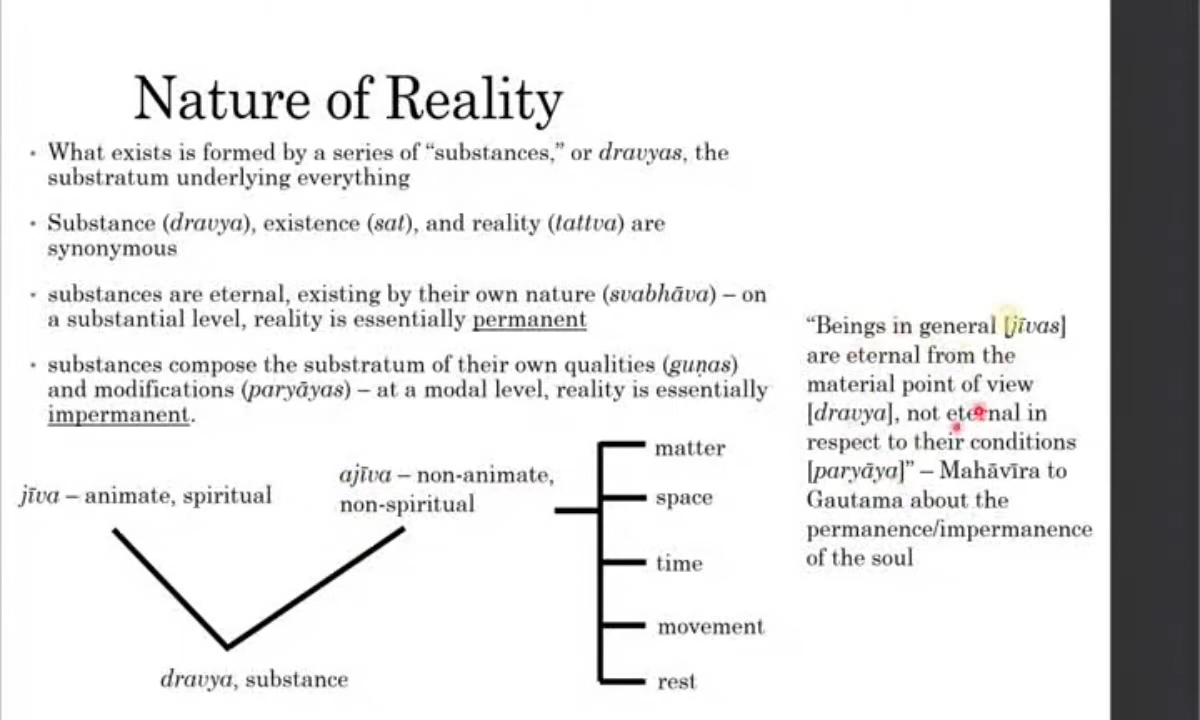 Nature of Reality
• What exists is formed by a series of “substances,” or dravyas, the
substratum underlying everything
• Substance (dravya), existence (sat), and reality (tattva) are
synonymous
• substances are eternal, existing by their own nature (svabhāva) – on
a substantial level, reality is essentially permanent
• substances compose the substratum of their own qualities (guṇas)
and modifications (paryāyas) – at a modal level, reality is essentially
impermanent.
jīva – animate, spiritual
ajīva – non-animate,
non-spiritual
dravya, substance
matter
space
time
movement
rest
“Beings in general [jīvas]
are eternal from the
material point of view
[dravya], not eternal in
respect to their conditions
[paryāya]” – Mahāvīra to
Gautama about the
permanence/impermanence
of the soul